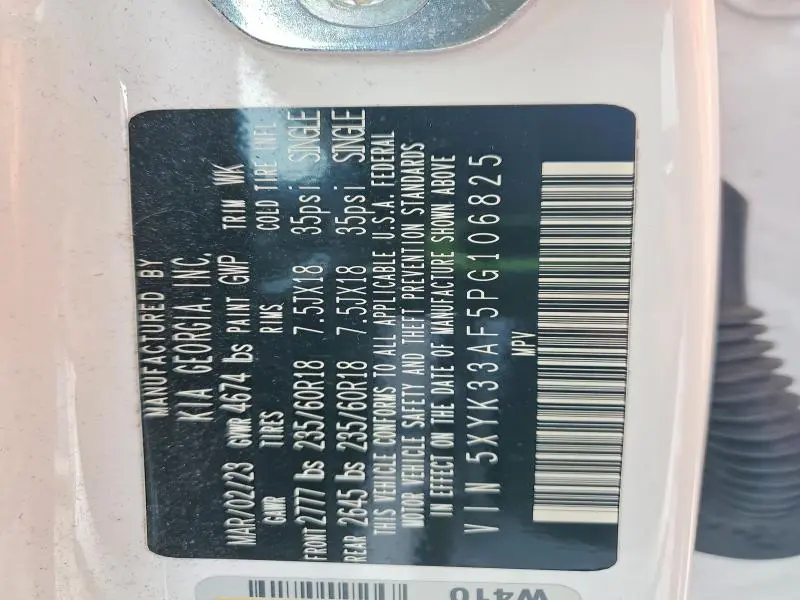 MANUFACTURED BY
KIA GEORGIA, INC.
MAR/02/23 GVWR 4674 lbs PAINT GWP TRIM WK
GAWR TIRES RIMS COLD TIRE INFL
FRONT 2777 lbs 235/60R18 7.5JX18 35psi SINGLE
REAR 2645 lbs 235/60R18 7.5JX18 35psi SINGLE
THIS VEHICLE CONFORMS TO ALL APPLICABLE U.S.A. FEDERAL
MOTOR VEHICLE SAFETY AND THEFT PREVENTION STANDARDS
IN EFFECT ON THE DATE OF MANUFACTURE SHOWN ABOVE
VIN 5XYK33AF5PG106825
MPV
W410